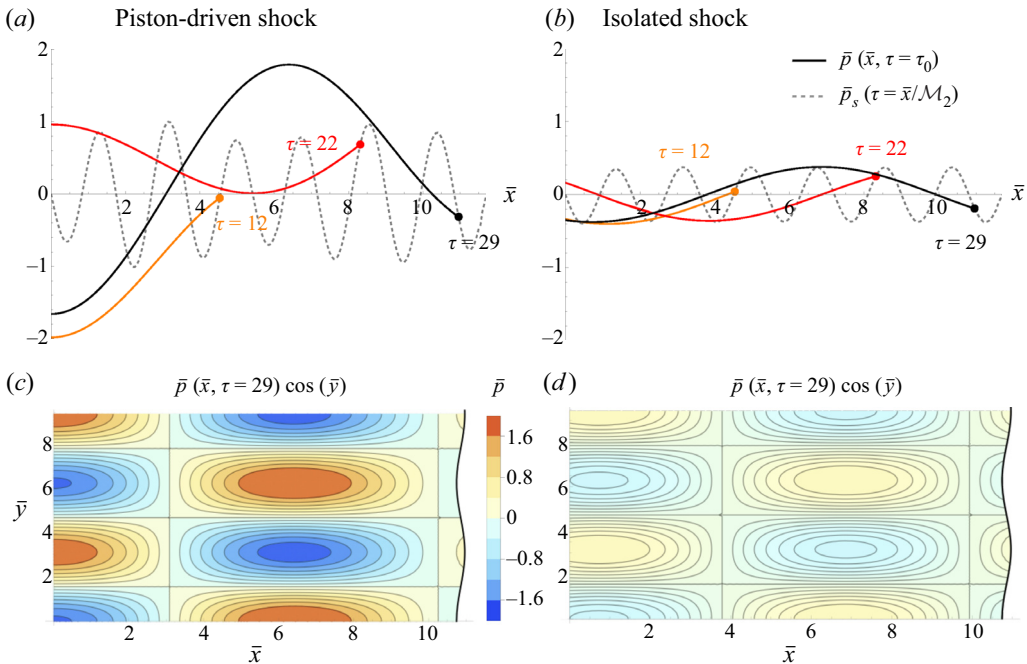 (a) Piston-driven shock
(b) Isolated shock
2
1
0
–1
–2
2 4 6 8 10
x̄
τ = 22
τ = 12
τ = 29
2
1
0
–1
–2
2 4 6 8 10
x̄
p̄ (x̄, τ = τ₀)
p̄ₛ (τ = x̄/ℳ₂)
τ = 12
τ = 22
τ = 29
(c) p̄ (x̄, τ = 29) cos (ȳ)
p̄
1.6
0.8
0
–0.8
–1.6
8
6
4
2
ȳ
2 4 6 8 10
x̄
(d) p̄ (x̄, τ = 29) cos (ȳ)
8
6
4
2
2 4 6 8 10
x̄